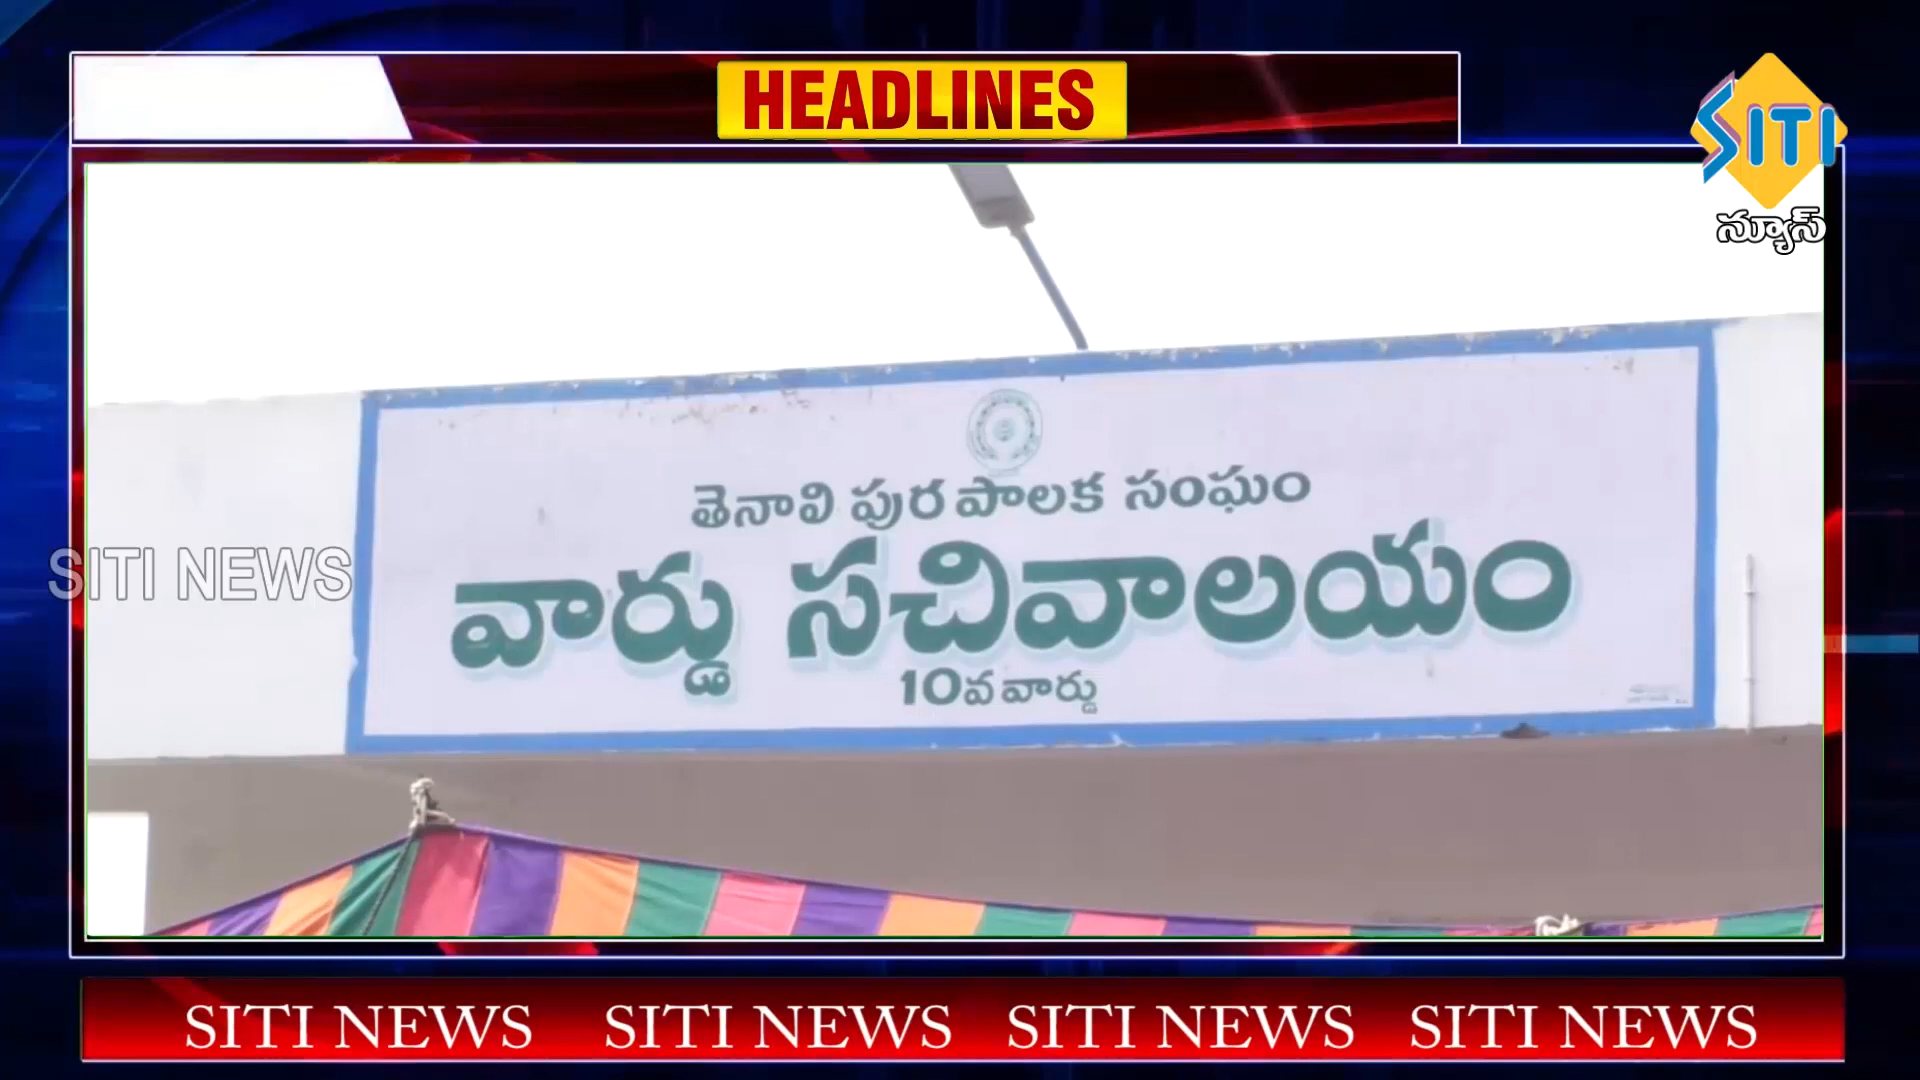 HEADLINES
SITI
న్యూస్
తెనాలి పుర పాలక సంఘం
వార్డు సచివాలయం
10వ వార్డు
SITI NEWS
SITI NEWS SITI NEWS SITI NEWS SITI NEWS